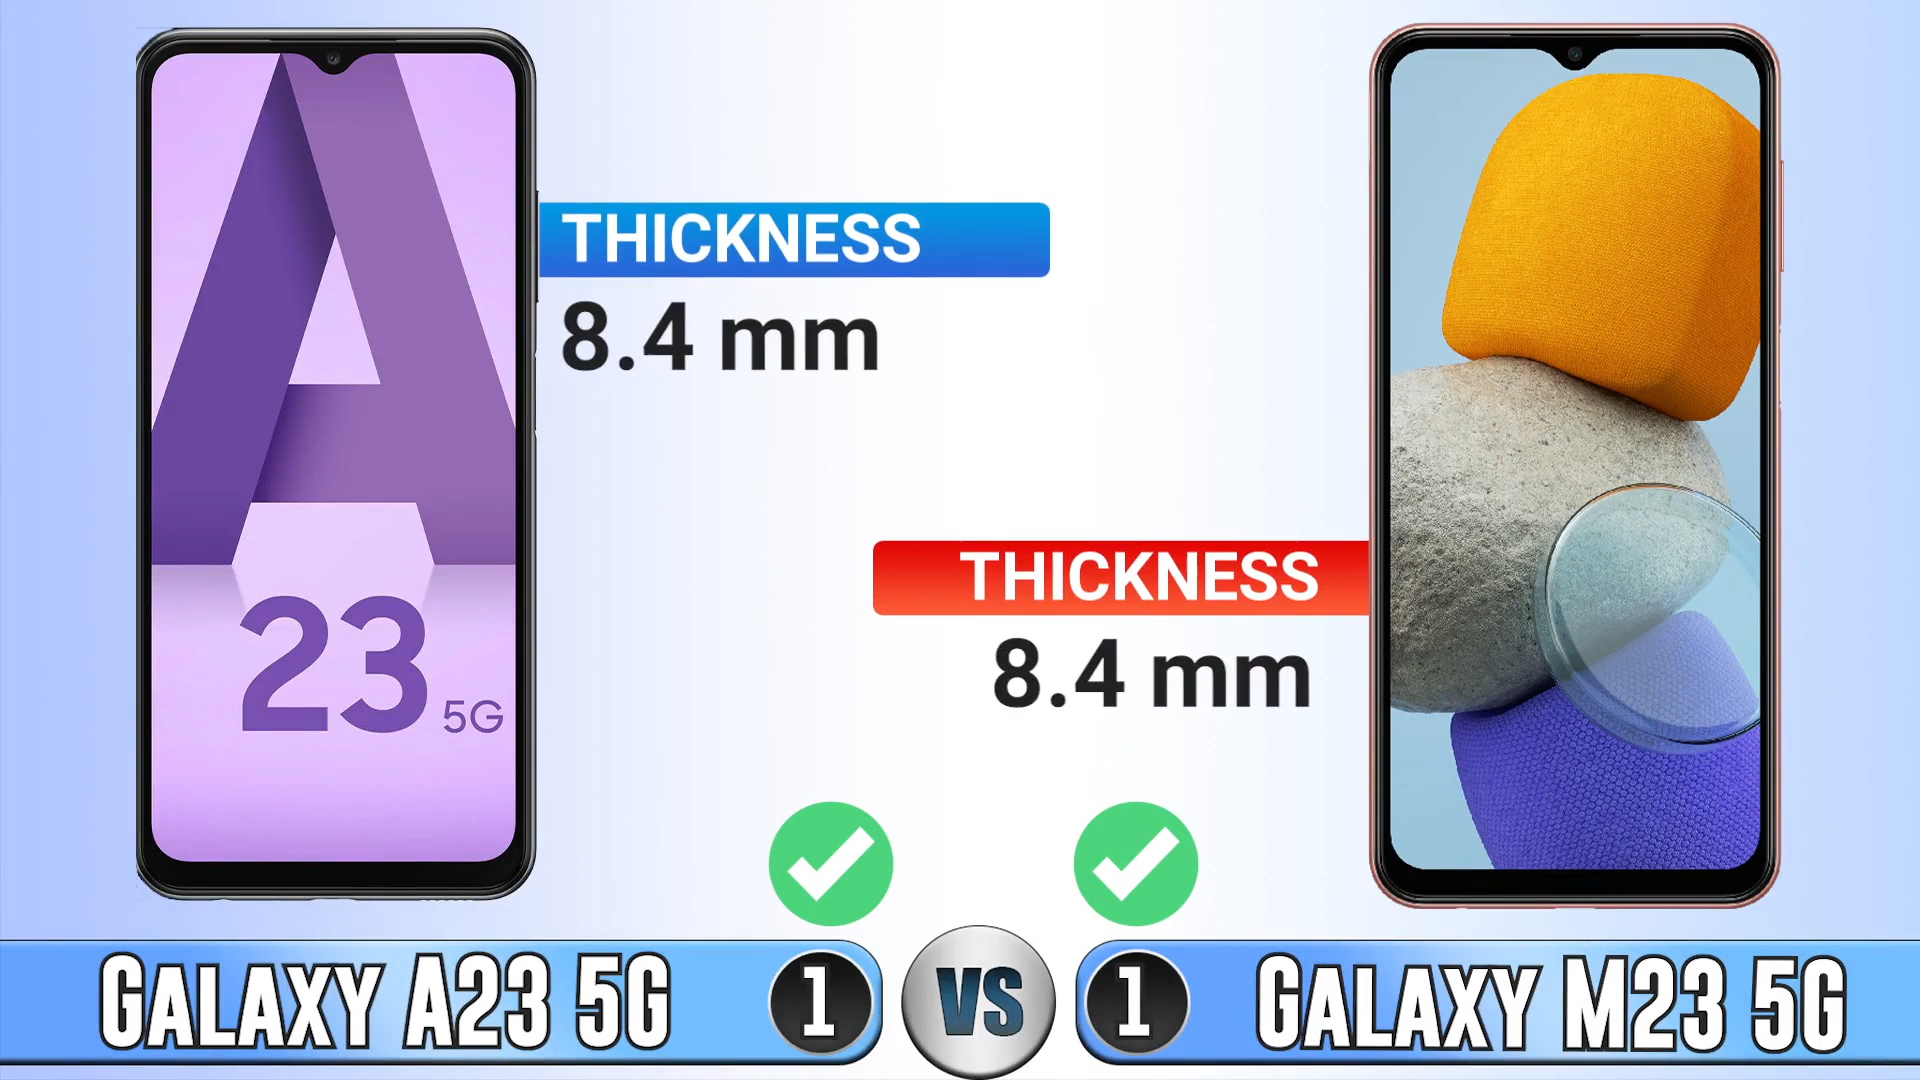 A
23 5G
THICKNESS
8.4 mm
THICKNESS
8.4 mm
GALAXY A23 5G
1
VS
1
GALAXY M23 5G